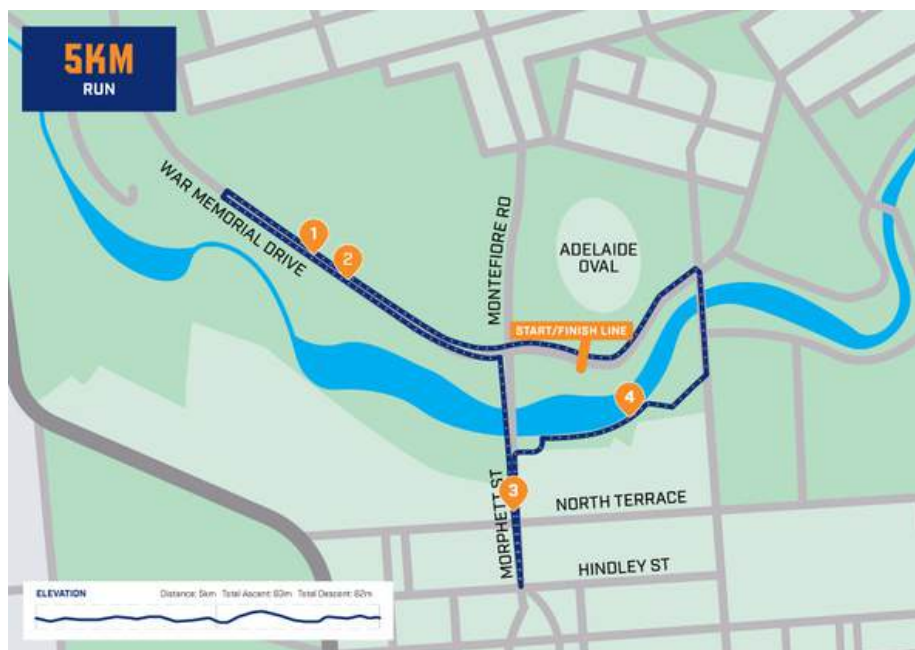 5KM
RUN
WAR MEMORIAL DRIVE
1
2
MONTEFIORE RD
ADELAIDE
OVAL
START/FINISH LINE
4
3
MORPHETT ST
NORTH TERRACE
HINDLEY ST
ELEVATION
Distance: 5km Total Ascent: 63m Total Descent: 62m